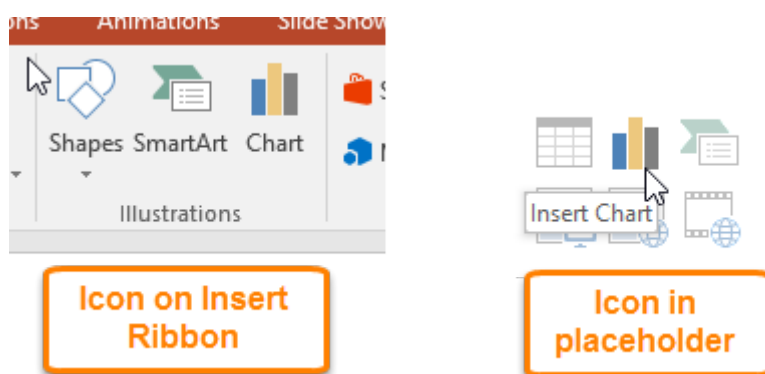 Animations Slide Show
Shapes SmartArt Chart
Illustrations
Insert Chart
Icon on Insert
Ribbon
Icon in
placeholder